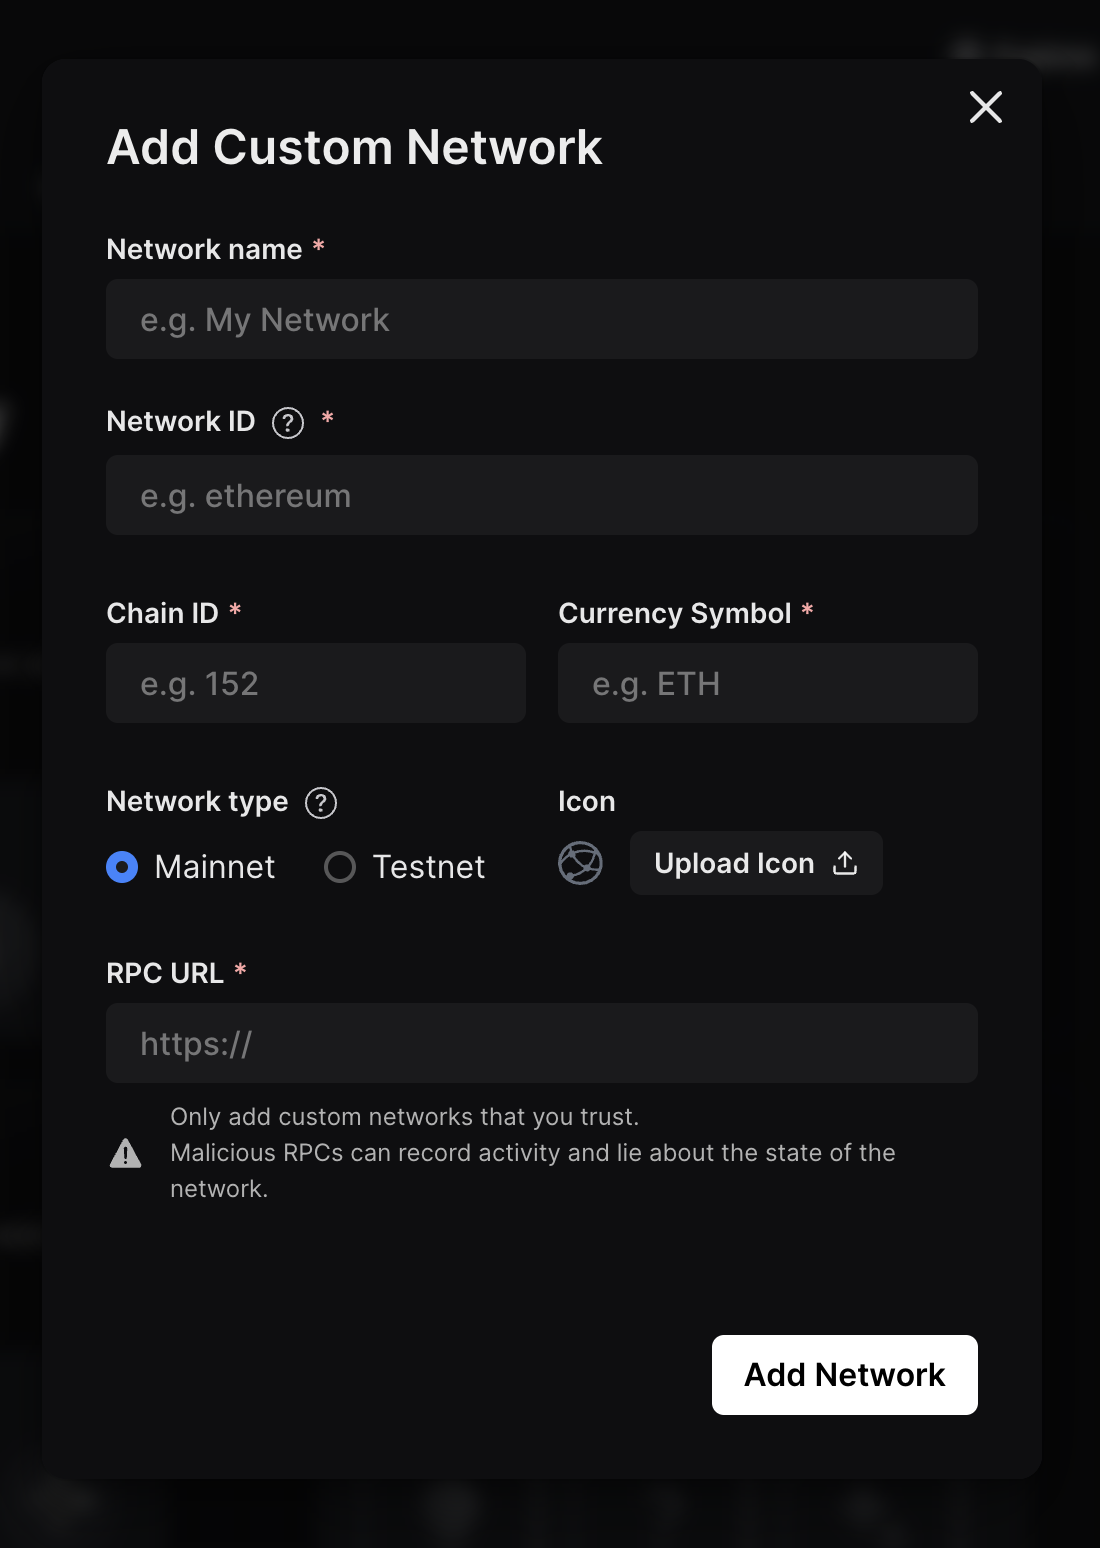 Add Custom Network
Network name *
e.g. My Network
Network ID ? *
e.g. ethereum
Chain ID *
Currency Symbol *
e.g. 152
e.g. ETH
Network type ?
Icon
Mainnet
Testnet
Upload Icon
RPC URL *
https://
Only add custom networks that you trust.
Malicious RPCs can record activity and lie about the state of the
network.
Add Network